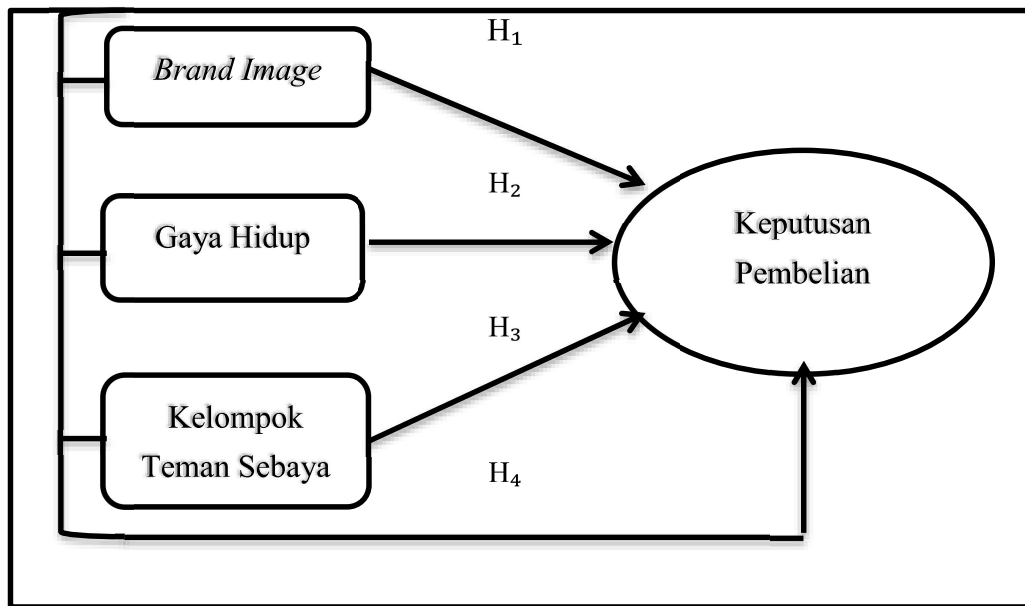 H₁
Brand Image
H₂
Gaya Hidup
Keputusan
Pembelian
H₃
Kelompok
Teman Sebaya
H₄